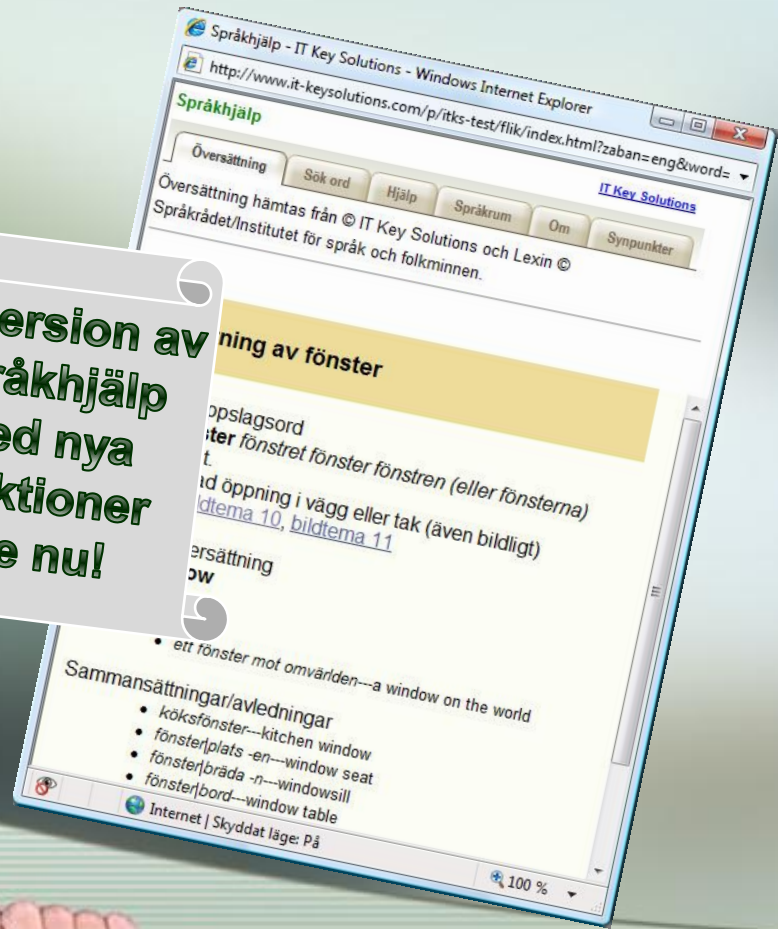 Språkhjälp - IT Key Solutions - Windows Internet Explorer
http://www.it-keysolutions.com/p/itks-test/flik/index.html?zaban=eng&word=
Språkhjälp
IT Key Solutions
Översättning Sök ord Hjälp Språkrum Om Synpunkter
Översättning hämtas från © IT Key Solutions och Lexin ©
Språkrådet/Institutet för språk och folkminnen.
ning av fönster
ppslagsord
ter fönstret fönster fönstren (eller fönsterna)
t.
ad öppning i vägg eller tak (även bildligt)
ldtema 10, bildtema 11
ersättning
ow
ett fönster mot omvärlden---a window on the world
Sammansättningar/avledningar
köksfönster---kitchen window
fönster|plats -en---window seat
fönster|bräda -n---windowsill
fönster|bord---window table
Internet | Skyddat läge: På
100 %
ersion av
råkhjälp
ed nya
ktioner
e nu!